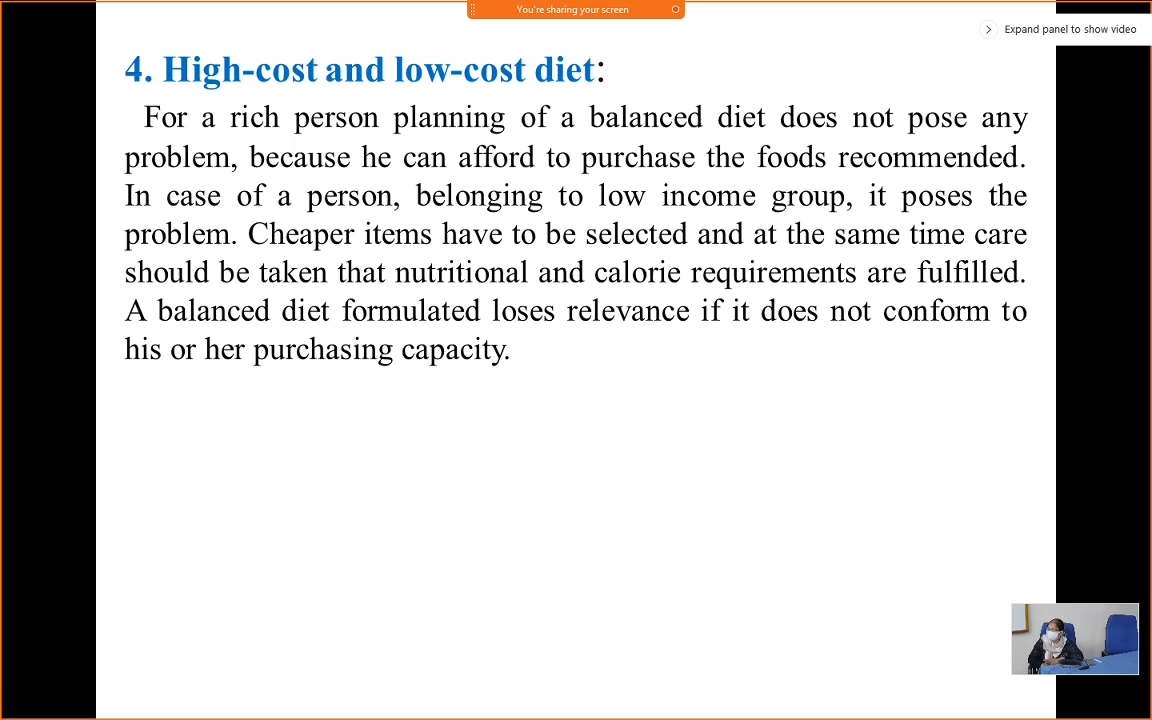 You're sharing your screen
Expand panel to show video
4. High-cost and low-cost diet:
For a rich person planning of a balanced diet does not pose any
problem, because he can afford to purchase the foods recommended.
In case of a person, belonging to low income group, it poses the
problem. Cheaper items have to be selected and at the same time care
should be taken that nutritional and calorie requirements are fulfilled.
A balanced diet formulated loses relevance if it does not conform to
his or her purchasing capacity.